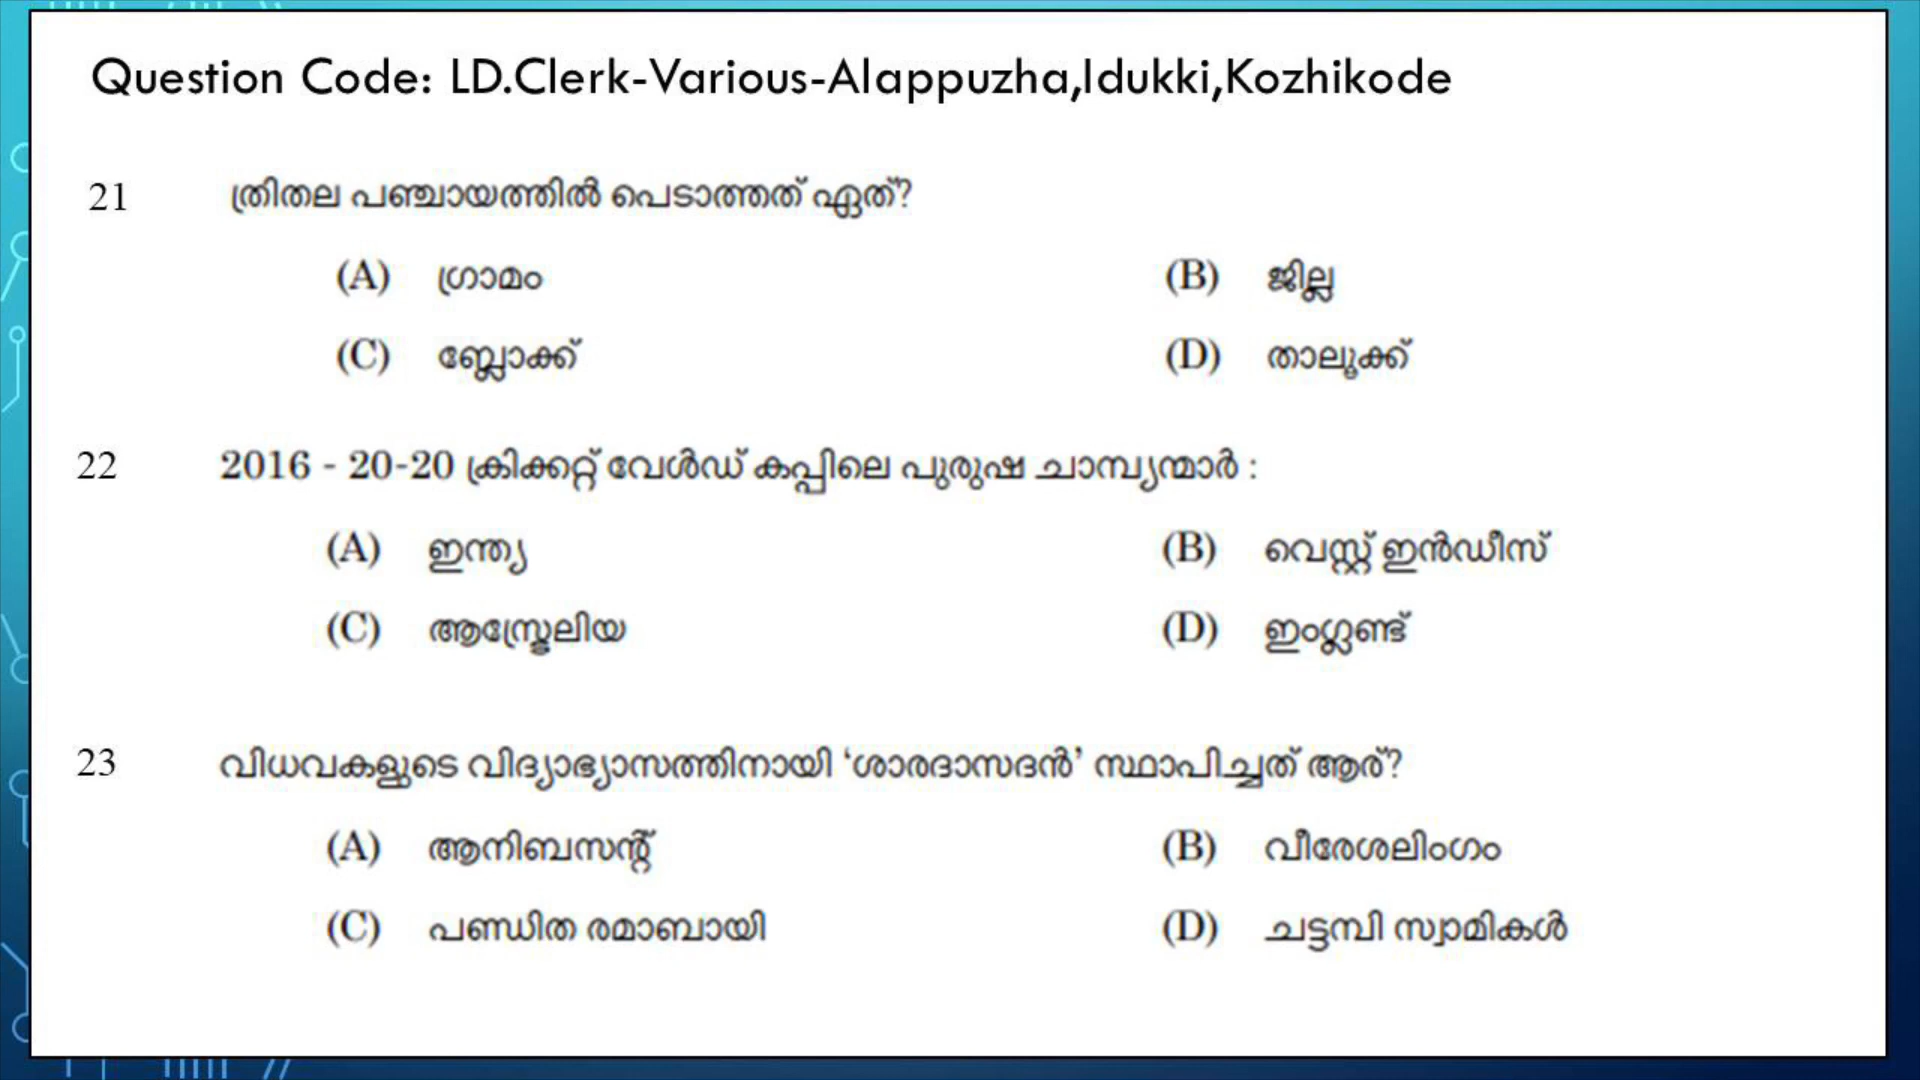 Question Code: LD.Clerk-Various-Alappuzha,Idukki,Kozhikode
21 ത്രിതല പഞ്ചായത്തിൽ പെടാത്തത് ഏത്?
(A) ഗ്രാമം (B) ജില്ല
(C) ബ്ലോക്ക് (D) താലൂക്ക്
22 2016 - 20-20 ക്രിക്കറ്റ് വേൾഡ് കപ്പിലെ പുരുഷ ചാമ്പ്യന്മാർ :
(A) ഇന്ത്യ (B) വെസ്റ്റ് ഇൻഡീസ്
(C) ആസ്ട്രേലിയ (D) ഇംഗ്ലണ്ട്
23 വിധവകളുടെ വിദ്യാഭ്യാസത്തിനായി ‘ശാരദാസദൻ’ സ്ഥാപിച്ചത് ആര്?
(A) ആനിബസന്റ് (B) വീരേശലിംഗം
(C) പണ്ഡിത രമാബായി (D) ചട്ടമ്പി സ്വാമികൾ